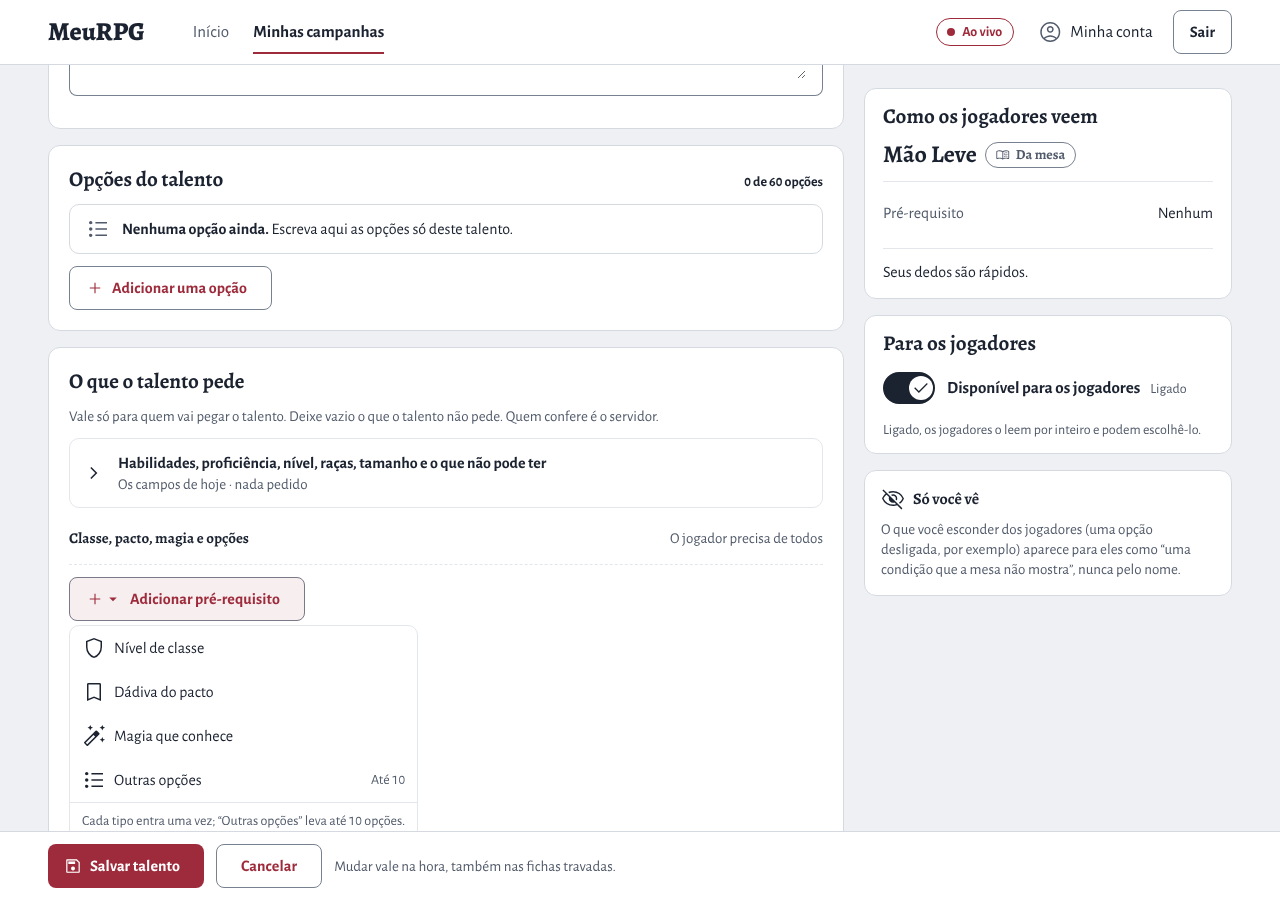 MeuRPG
Início
Minhas campanhas
Ao vivo
Minha conta
Sair
Opções do talento
0 de 60 opções
Nenhuma opção ainda. Escreva aqui as opções só deste talento.
Adicionar uma opção
O que o talento pede
Vale só para quem vai pegar o talento. Deixe vazio o que o talento não pede. Quem confere é o servidor.
Habilidades, proficiência, nível, raças, tamanho e o que não pode ter
Os campos de hoje · nada pedido
Classe, pacto, magia e opções
O jogador precisa de todos
Adicionar pré-requisito
Nível de classe
Dádiva do pacto
Magia que conhece
Outras opções
Até 10
Cada tipo entra uma vez; “Outras opções” leva até 10 opções.
Como os jogadores veem
Mão Leve
Da mesa
Pré-requisito
Nenhum
Seus dedos são rápidos.
Para os jogadores
Disponível para os jogadores
Ligado
Ligado, os jogadores o leem por inteiro e podem escolhê-lo.
Só você vê
O que você esconder dos jogadores (uma opção
desligada, por exemplo) aparece para eles como “uma
condição que a mesa não mostra”, nunca pelo nome.
Salvar talento
Cancelar
Mudar vale na hora, também nas fichas travadas.